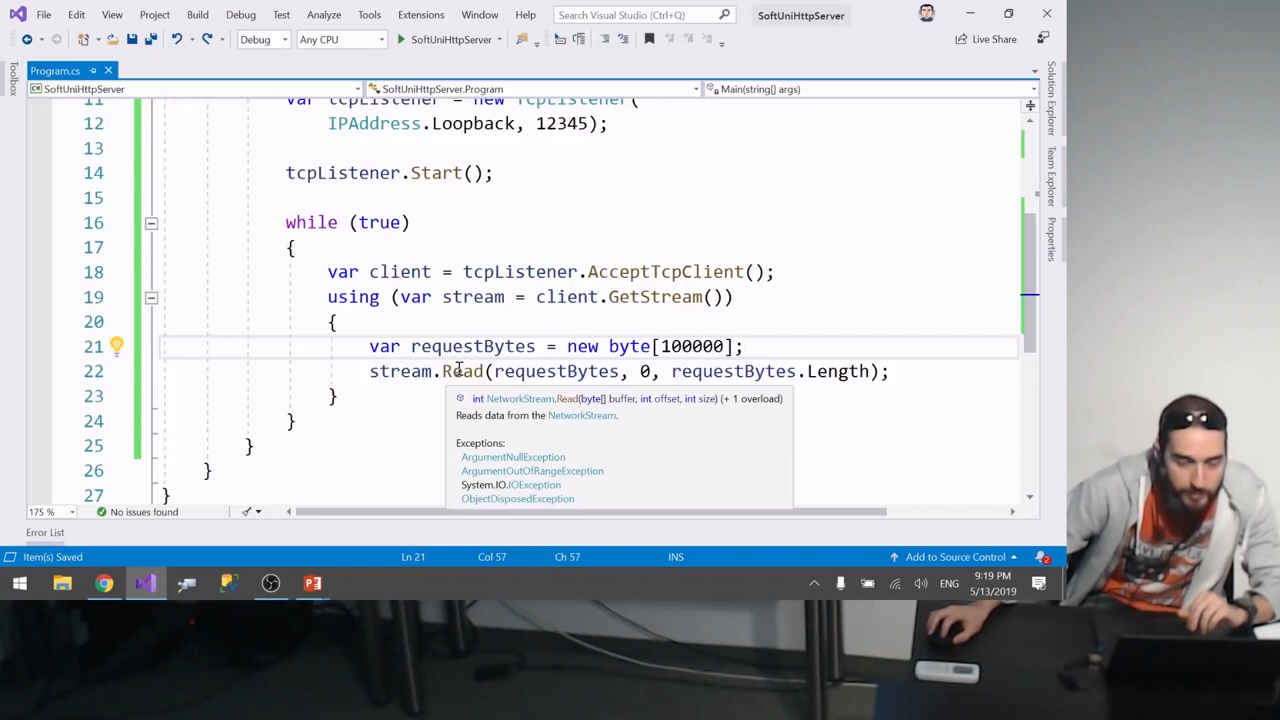 File Edit View Project Build Debug Test Analyze Tools Extensions Window Help Search Visual Studio (Ctrl+Q) SoftUniHttpServer
Debug Any CPU SoftUniHttpServer Live Share
Toolbox
Program.cs
SoftUniHttpServer SoftUniHttpServer.Program Main(string[] args)
11 var tcpListener = new TcpListener(
12 IPAddress.Loopback, 12345);
13
14 tcpListener.Start();
15
16 while (true)
17 {
18 var client = tcpListener.AcceptTcpClient();
19 using (var stream = client.GetStream())
20 {
21 var requestBytes = new byte[100000];
22 stream.Read(requestBytes, 0, requestBytes.Length);
23 }
24 }
25 }
26 }
27 }
int NetworkStream.Read(byte[] buffer, int offset, int size) (+ 1 overload)
Reads data from the NetworkStream.
Exceptions:
ArgumentNullException
ArgumentOutOfRangeException
System.IO.IOException
ObjectDisposedException
Solution Explorer
Team Explorer
Properties
175 % No issues found
Error List
Item(s) Saved Ln 21 Col 57 Ch 57 INS Add to Source Control 2
ENG 9:19 PM
5/13/2019